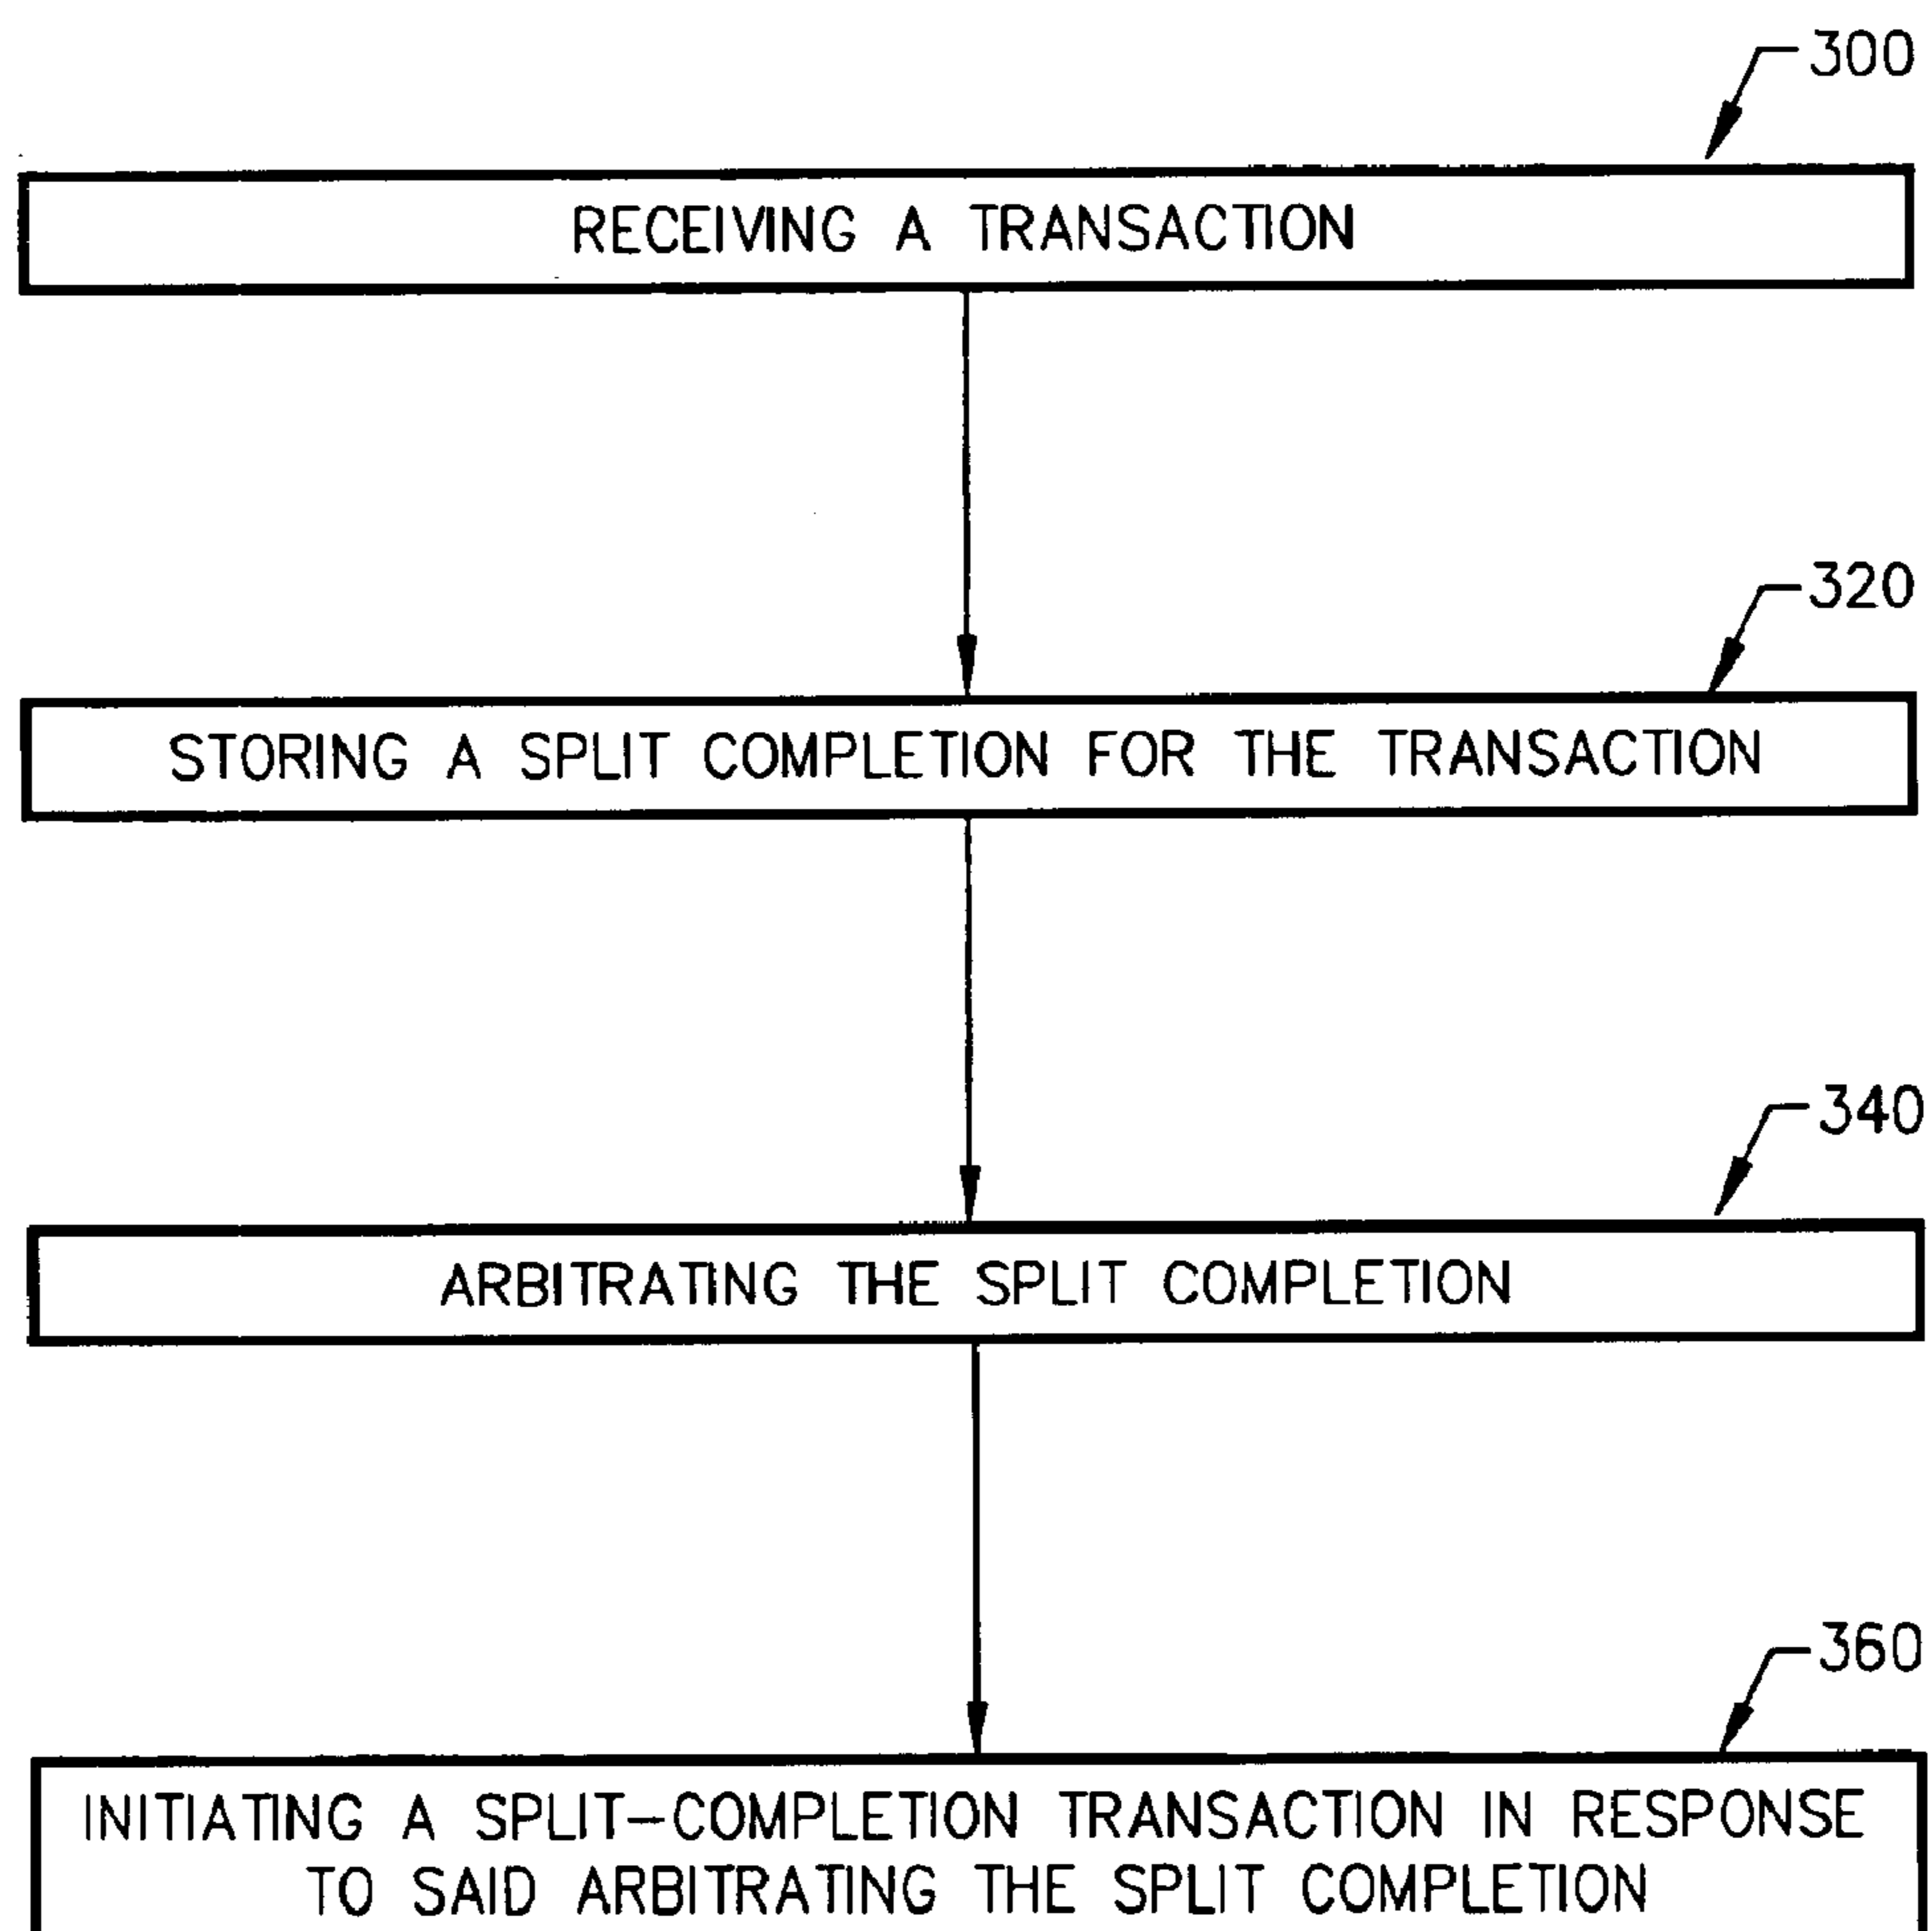 300
RECEIVING A TRANSACTION
320
STORING A SPLIT COMPLETION FOR THE TRANSACTION
340
ARBITRATING THE SPLIT COMPLETION
360
INITIATING A SPLIT-COMPLETION TRANSACTION IN RESPONSE
TO SAID ARBITRATING THE SPLIT COMPLETION